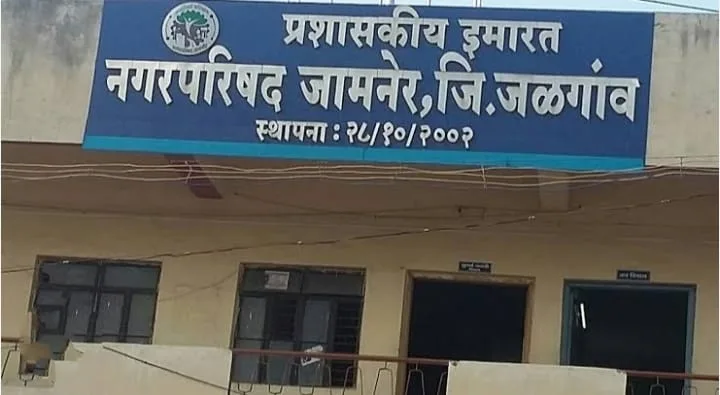 प्रशासकीय इमारत
नगरपरिषद जामनेर, जि.जळगांव
स्थापना : २८/१०/२००२